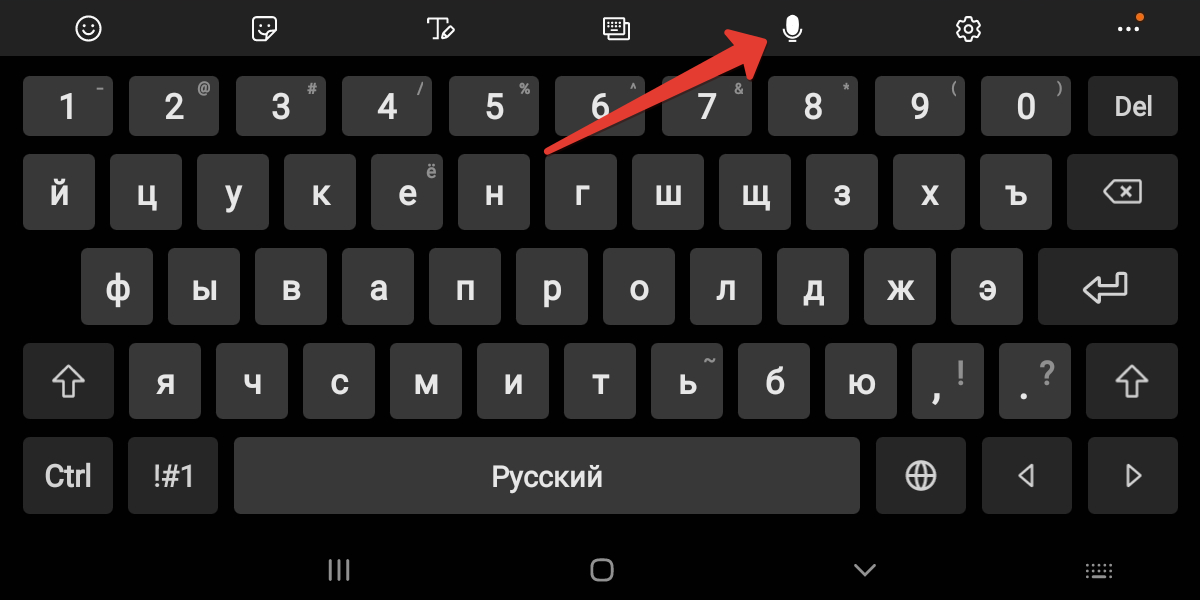 1 - 2 @ 3 # 4 / 5 % 6 ^ 7 & 8 * 9 ( 0 ) Del
й ц у к е ё н г ш щ з х ъ
ф ы в а п р о л д ж э
я ч с м и т ь ~ б ю , ! . ?
Ctrl !#1 Русский